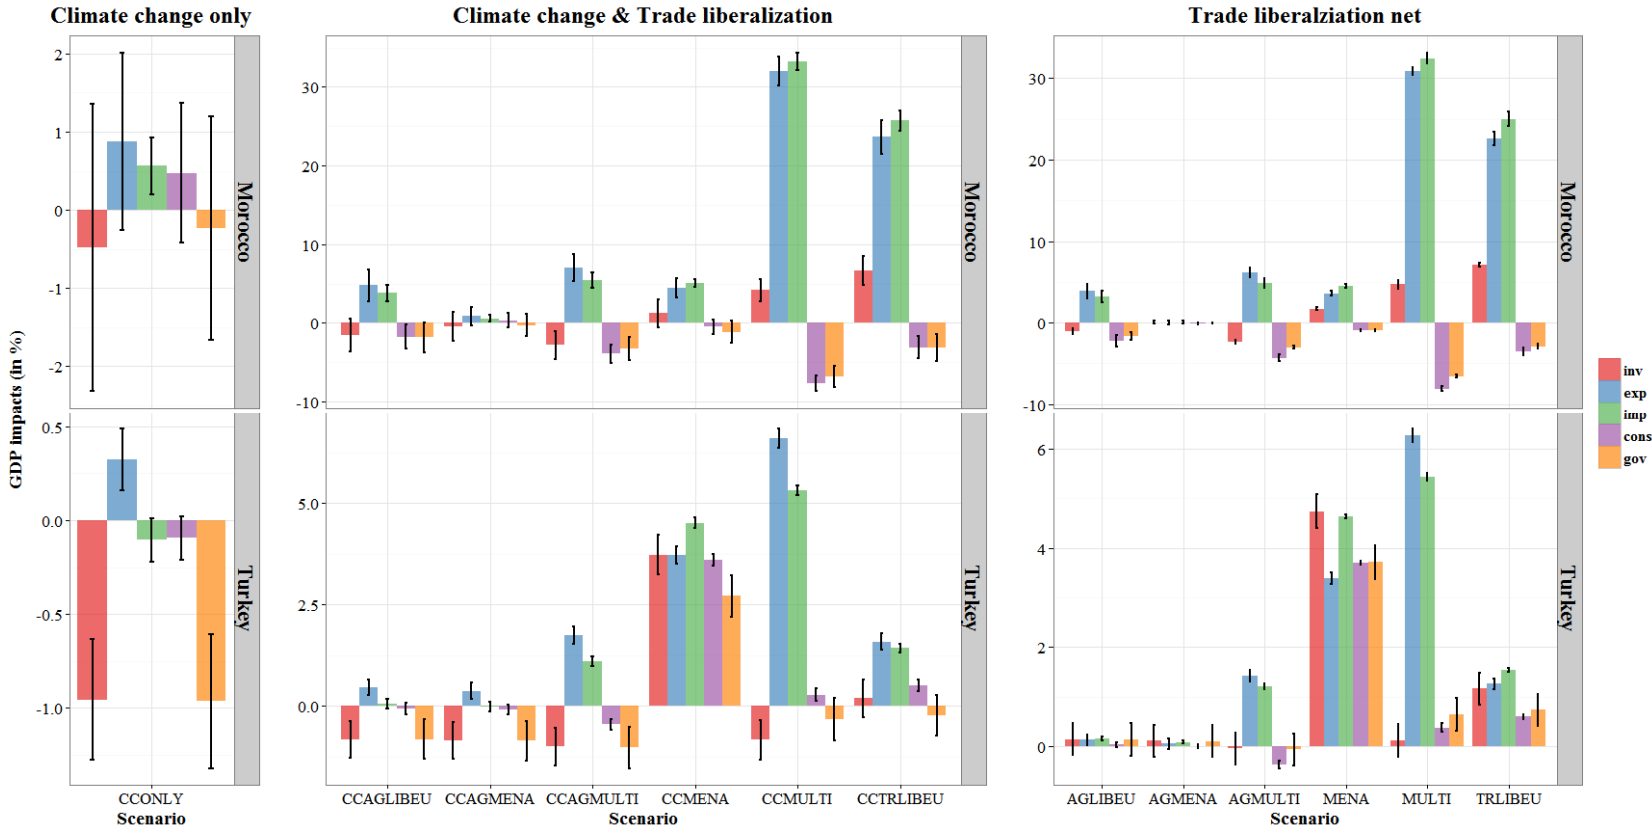 Climate change only
Climate change & Trade liberalization
Trade liberalziation net
GDP impacts (in %)
2
1
0
-1
-2
Morocco
0.5
0.0
-0.5
-1.0
Turkey
CCONLY
Scenario
30
20
10
0
-10
Morocco
5.0
2.5
0.0
Turkey
CCAGLIBEU CCAGMENA CCAGMULTI CCMENA CCMULTI CCTRLIBEU
Scenario
30
20
10
0
-10
Morocco
6
4
2
0
Turkey
AGLIBEU AGMENA AGMULTI MENA MULTI TRLIBEU
Scenario
inv
exp
imp
cons
gov